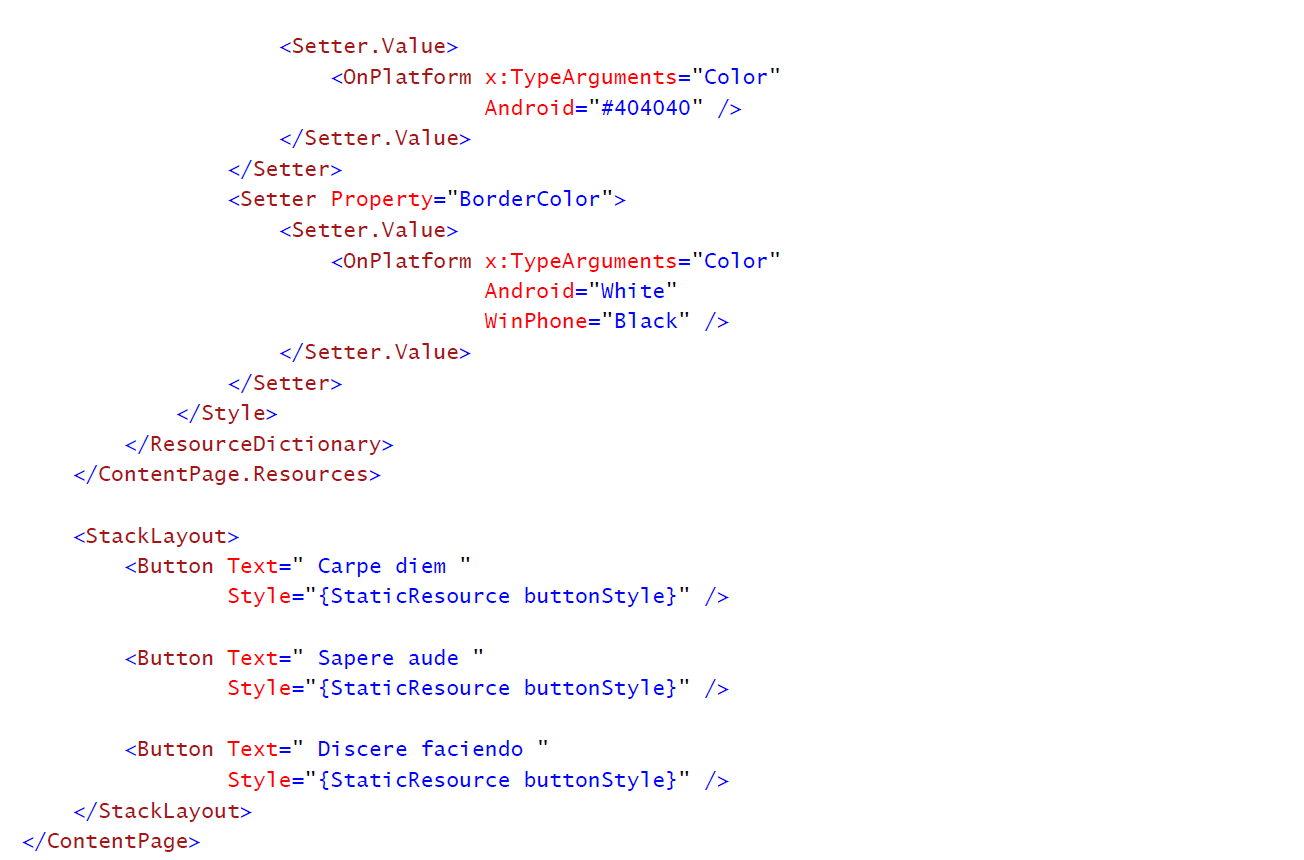 <Setter.Value>
                        <OnPlatform x:TypeArguments="Color"
                                    Android="#404040" />
                    </Setter.Value>
                </Setter>
                <Setter Property="BorderColor">
                    <Setter.Value>
                        <OnPlatform x:TypeArguments="Color"
                                    Android="White"
                                    WinPhone="Black" />
                    </Setter.Value>
                </Setter>
            </Style>
        </ResourceDictionary>
    </ContentPage.Resources>

    <StackLayout>
        <Button Text=" Carpe diem "
                Style="{StaticResource buttonStyle}" />

        <Button Text=" Sapere aude "
                Style="{StaticResource buttonStyle}" />

        <Button Text=" Discere faciendo "
                Style="{StaticResource buttonStyle}" />
    </StackLayout>
</ContentPage>